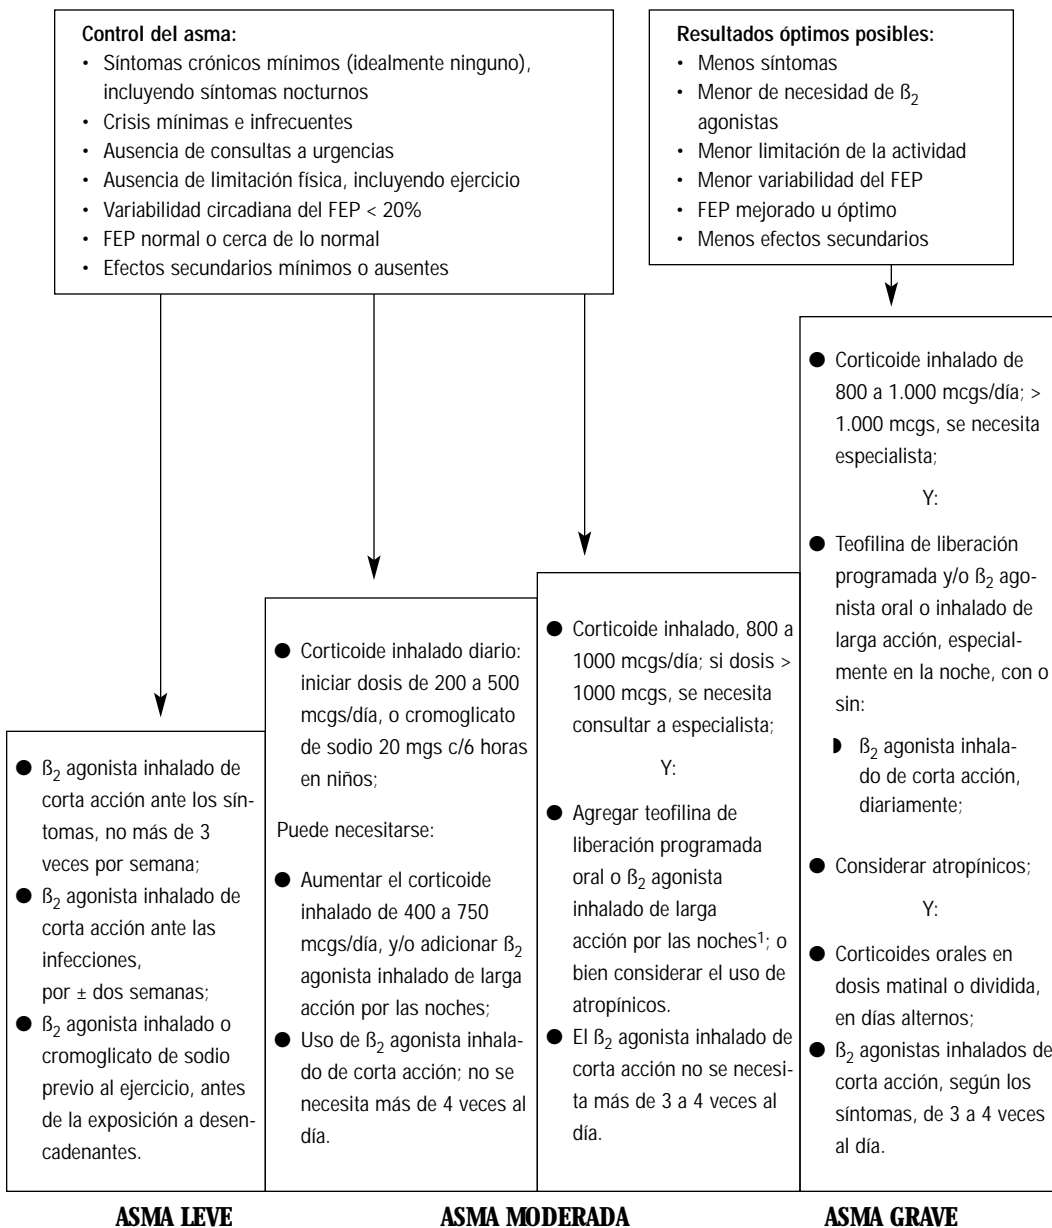 Control del asma:
• Síntomas crónicos mínimos (idealmente ninguno),
incluyendo síntomas nocturnos
• Crisis mínimas e infrecuentes
• Ausencia de consultas a urgencias
• Ausencia de limitación física, incluyendo ejercicio
• Variabilidad circadiana del FEP < 20%
• FEP normal o cerca de lo normal
• Efectos secundarios mínimos o ausentes
Resultados óptimos posibles:
• Menos síntomas
• Menor de necesidad de ß₂
agonistas
• Menor limitación de la actividad
• Menor variabilidad del FEP
• FEP mejorado u óptimo
• Menos efectos secundarios
● ß₂ agonista inhalado de
corta acción ante los sín-
tomas, no más de 3
veces por semana;
● ß₂ agonista inhalado de
corta acción ante las
infecciones,
por ± dos semanas;
● ß₂ agonista inhalado o
cromoglicato de sodio
previo al ejercicio, antes
de la exposición a desen-
cadenantes.
● Corticoide inhalado diario:
iniciar dosis de 200 a 500
mcgs/día, o cromoglicato
de sodio 20 mgs c/6 horas
en niños;
Puede necesitarse:
● Aumentar el corticoide
inhalado de 400 a 750
mcgs/día, y/o adicionar ß₂
agonista inhalado de larga
acción por las noches;
● Uso de ß₂ agonista inhala-
do de corta acción; no se
necesita más de 4 veces al
día.
● Corticoide inhalado, 800 a
1000 mcgs/día; si dosis >
1000 mcgs, se necesita
consultar a especialista;
Y:
● Agregar teofilina de
liberación programada
oral o ß₂ agonista
inhalado de larga
acción por las noches¹; o
bien considerar el uso de
atropínicos.
● El ß₂ agonista inhalado de
corta acción no se necesi-
ta más de 3 a 4 veces al
día.
● Corticoide inhalado de
800 a 1.000 mcgs/día; >
1.000 mcgs, se necesita
especialista;
Y:
● Teofilina de liberación
programada y/o ß₂ ago-
nista oral o inhalado de
larga acción, especial-
mente en la noche, con o
sin:
◗ ß₂ agonista inhala-
do de corta acción,
diariamente;
● Considerar atropínicos;
Y:
● Corticoides orales en
dosis matinal o dividida,
en días alternos;
● ß₂ agonistas inhalados de
corta acción, según los
síntomas, de 3 a 4 veces
al día.
ASMA LEVE
ASMA MODERADA
ASMA GRAVE